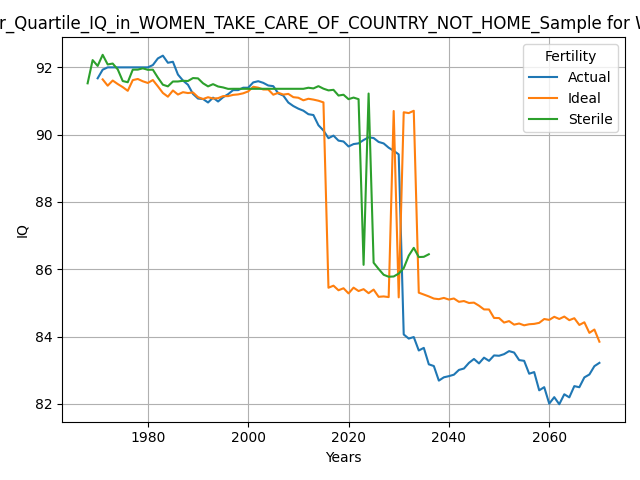 r_Quartile_IQ_in_WOMEN_TAKE_CARE_OF_COUNTRY_NOT_HOME_Sample for W
Fertility
Actual
Ideal
Sterile
IQ
92
90
88
86
84
82
1980
2000
2020
2040
2060
Years